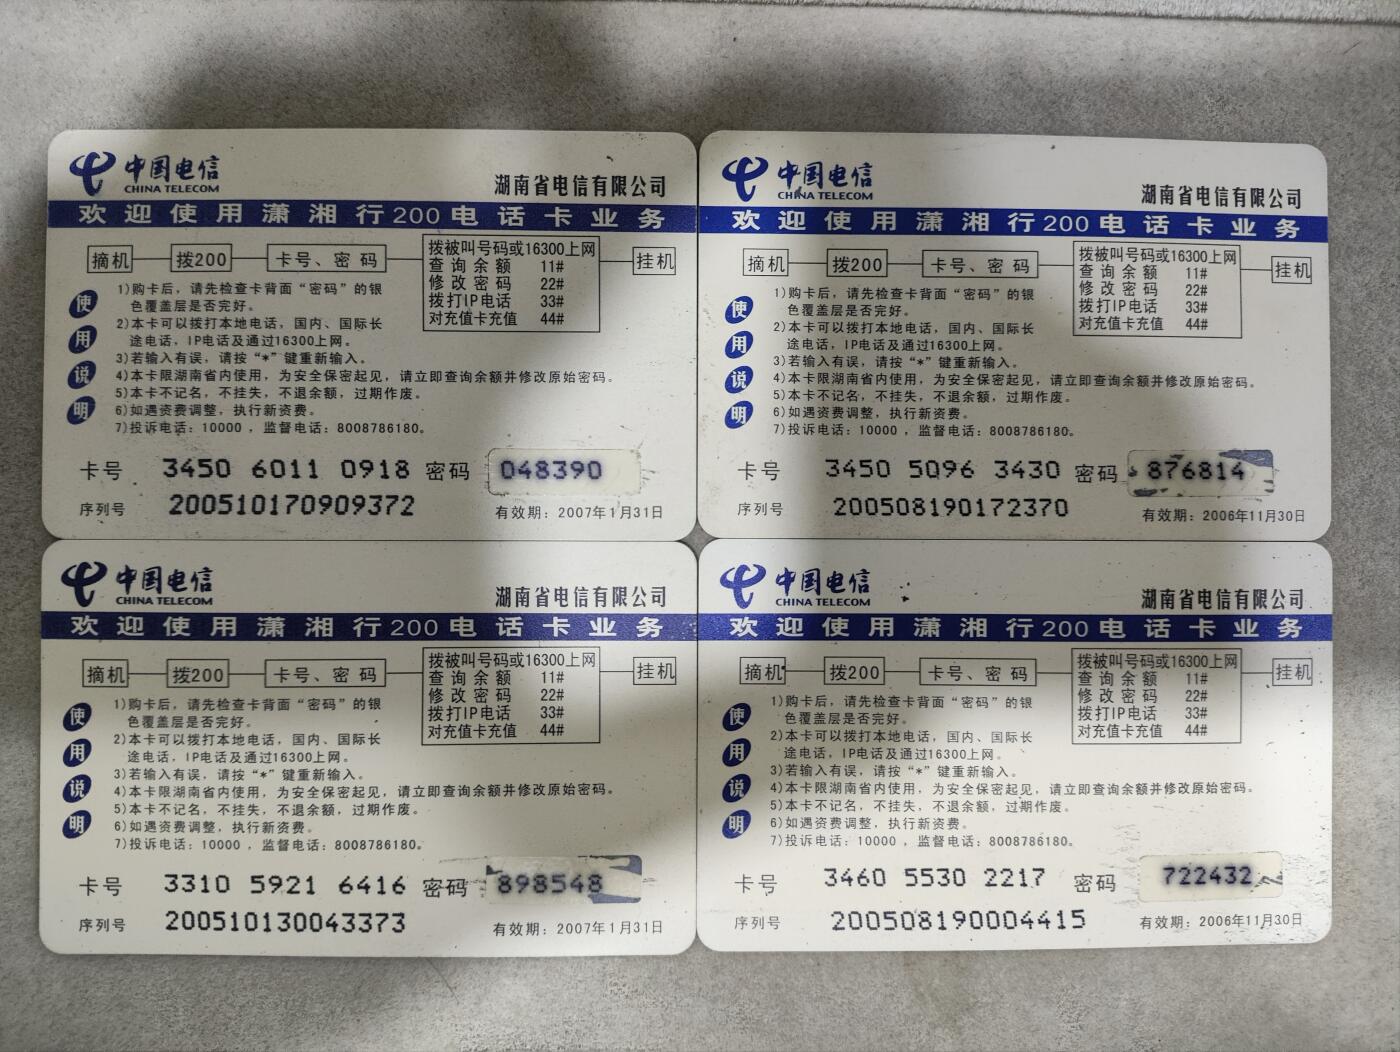 中国电信
CHINA TELECOM
湖南省电信有限公司
欢迎使用潇湘行200电话卡业务
摘机 拨200 卡号、密码 拨被叫号码或16300上网 挂机
查询余额 11#
修改密码 22#
拨打IP电话 33#
对充值卡充值 44#
使用说明
1)购卡后，请先检查卡背面“密码”的银
色覆盖层是否完好。
2)本卡可以拨打本地电话，国内、国际长
途电话，IP电话及通过16300上网。
3)若输入有误，请按“*”键重新输入。
4)本卡限湖南省内使用，为安全保密起见，请立即查询余额并修改原始密码。
5)本卡不记名，不挂失，不退余额，过期作废。
6)如遇资费调整，执行新资费。
7)投诉电话：10000，监督电话：8008786180。
卡号 3450 6011 0918 密码 048390
序列号 200510170909372 有效期：2007年1月31日
中国电信
CHINA TELECOM
湖南省电信有限公司
欢迎使用潇湘行200电话卡业务
摘机 拨200 卡号、密码 拨被叫号码或16300上网 挂机
查询余额 11#
修改密码 22#
拨打IP电话 33#
对充值卡充值 44#
使用说明
1)购卡后，请先检查卡背面“密码”的银
色覆盖层是否完好。
2)本卡可以拨打本地电话，国内、国际长
途电话，IP电话及通过16300上网。
3)若输入有误，请按“*”键重新输入。
4)本卡限湖南省内使用，为安全保密起见，请立即查询余额并修改原始密码。
5)本卡不记名，不挂失，不退余额，过期作废。
6)如遇资费调整，执行新资费。
7)投诉电话：10000，监督电话：8008786180。
卡号 3450 5096 3430 密码 876814
序列号 200508190172370 有效期：2006年11月30日
中国电信
CHINA TELECOM
湖南省电信有限公司
欢迎使用潇湘行200电话卡业务
摘机 拨200 卡号、密码 拨被叫号码或16300上网 挂机
查询余额 11#
修改密码 22#
拨打IP电话 33#
对充值卡充值 44#
使用说明
1)购卡后，请先检查卡背面“密码”的银
色覆盖层是否完好。
2)本卡可以拨打本地电话，国内、国际长
途电话，IP电话及通过16300上网。
3)若输入有误，请按“*”键重新输入。
4)本卡限湖南省内使用，为安全保密起见，请立即查询余额并修改原始密码。
5)本卡不记名，不挂失，不退余额，过期作废。
6)如遇资费调整，执行新资费。
7)投诉电话：10000，监督电话：8008786180。
卡号 3310 5921 6416 密码 898548
序列号 200510130043373 有效期：2007年1月31日
中国电信
CHINA TELECOM
湖南省电信有限公司
欢迎使用潇湘行200电话卡业务
摘机 拨200 卡号、密码 拨被叫号码或16300上网 挂机
查询余额 11#
修改密码 22#
拨打IP电话 33#
对充值卡充值 44#
使用说明
1)购卡后，请先检查卡背面“密码”的银
色覆盖层是否完好。
2)本卡可以拨打本地电话，国内、国际长
途电话，IP电话及通过16300上网。
3)若输入有误，请按“*”键重新输入。
4)本卡限湖南省内使用，为安全保密起见，请立即查询余额并修改原始密码。
5)本卡不记名，不挂失，不退余额，过期作废。
6)如遇资费调整，执行新资费。
7)投诉电话：10000，监督电话：8008786180。
卡号 3460 5530 2217 密码 722432
序列号 200508190004415 有效期：2006年11月30日